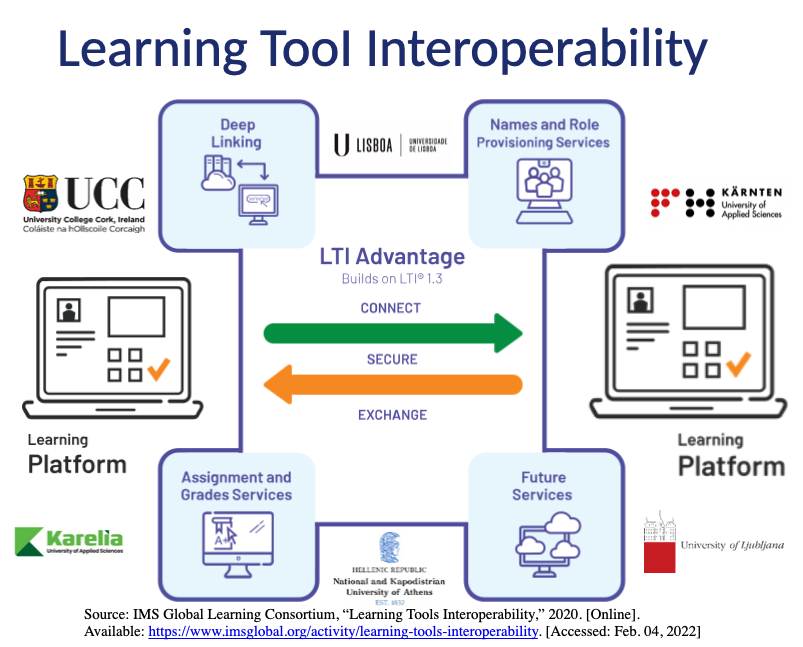 Learning Tool Interoperability
Deep
Linking
U LISBOA | UNIVERSIDADE
DE LISBOA
Names and Role
Provisioning Services
UCC
University College Cork, Ireland
Coláiste na hOllscoile Corcaigh
KÄRNTEN
University of
Applied Sciences
LTI Advantage
Builds on LTI® 1.3
CONNECT
SECURE
EXCHANGE
Learning
Platform
Learning
Platform
Assignment and
Grades Services
A+
Future
Services
Karelia
University of Applied Sciences
HELLENIC REPUBLIC
National and Kapodistrian
University of Athens
EST. 1837
University of Ljubljana
Source: IMS Global Learning Consortium, “Learning Tools Interoperability,” 2020. [Online].
Available: https://www.imsglobal.org/activity/learning-tools-interoperability. [Accessed: Feb. 04, 2022]